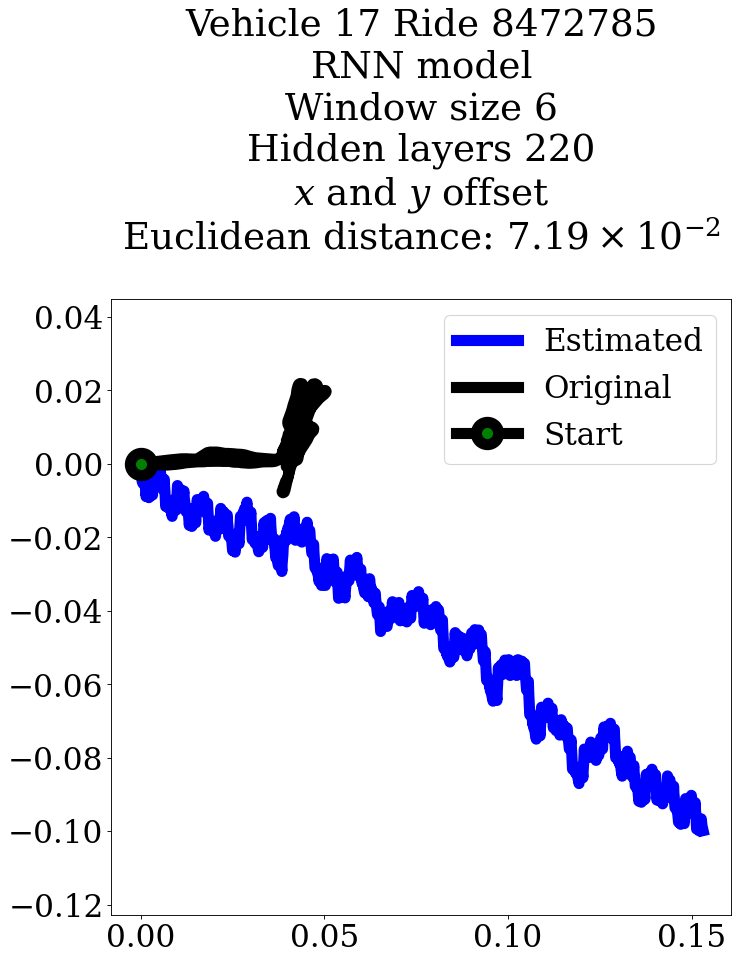 Vehicle 17 Ride 8472785
RNN model
Window size 6
Hidden layers 220
x and y offset
Euclidean distance: 7.19 × 10⁻²
Estimated
Original
Start
0.04
0.02
0.00
−0.02
−0.04
−0.06
−0.08
−0.10
−0.12
0.00 0.05 0.10 0.15